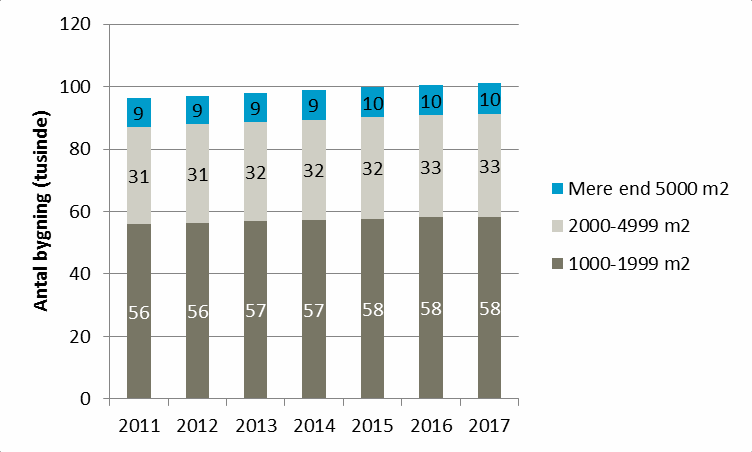 120
100
80
60
40
20
0
Antal bygning (tusinde)
9 9 9 9 10 10 10
31 31 32 32 32 33 33
56 56 57 57 58 58 58
2011 2012 2013 2014 2015 2016 2017
Mere end 5000 m2
2000-4999 m2
1000-1999 m2